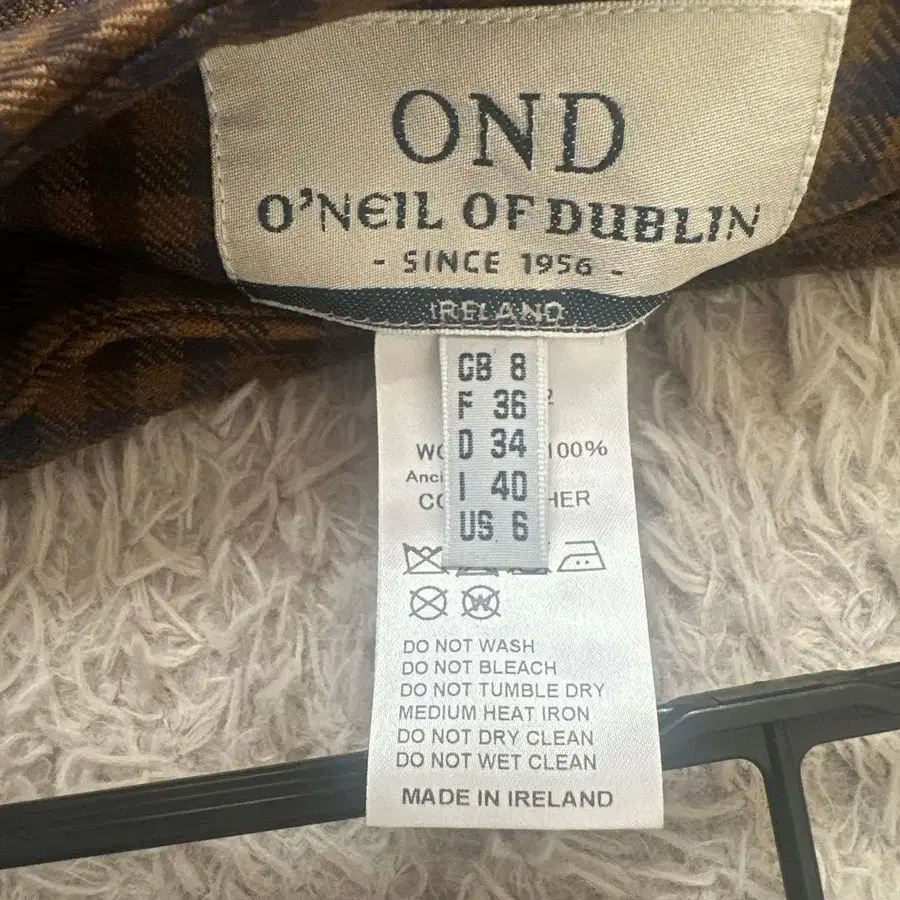 OND
O'NEIL OF DUBLIN
- SINCE 1956 -
IRELAND
GB 8
F 36
D 34
I 40
US 6
100%
DO NOT WASH
DO NOT BLEACH
DO NOT TUMBLE DRY
MEDIUM HEAT IRON
DO NOT DRY CLEAN
DO NOT WET CLEAN
MADE IN IRELAND